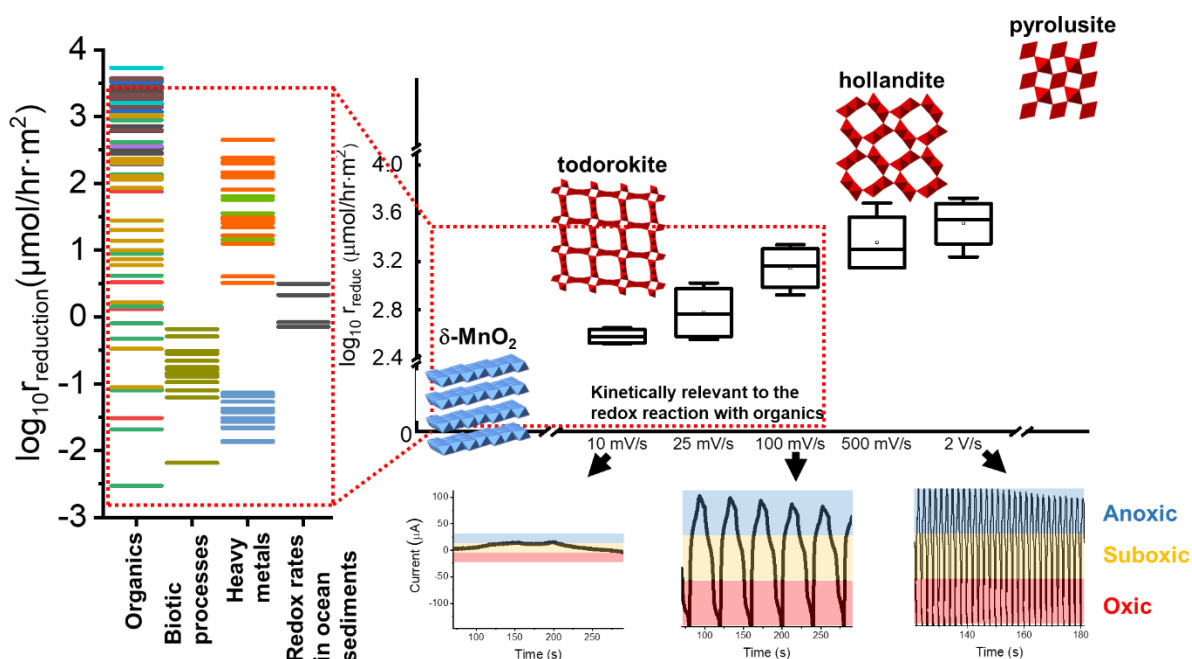 log₁₀r_reduction(μmol/hr·m²)
4
3
2
1
0
-1
-2
-3
Organics
Biotic
processes
Heavy
metals
Redox rates
in ocean
sediments
log₁₀ r_reduc (μmol/hr·m²)
4.0
3.6
3.2
2.8
2.4
0
δ-MnO₂
todorokite
hollandite
pyrolusite
Kinetically relevant to the
redox reaction with organics
10 mV/s
25 mV/s
100 mV/s
500 mV/s
2 V/s
Current (μA)
100
50
0
-50
-100
100
150
200
250
Time (s)
100
150
200
250
Time (s)
140
160
180
Time (s)
Anoxic
Suboxic
Oxic